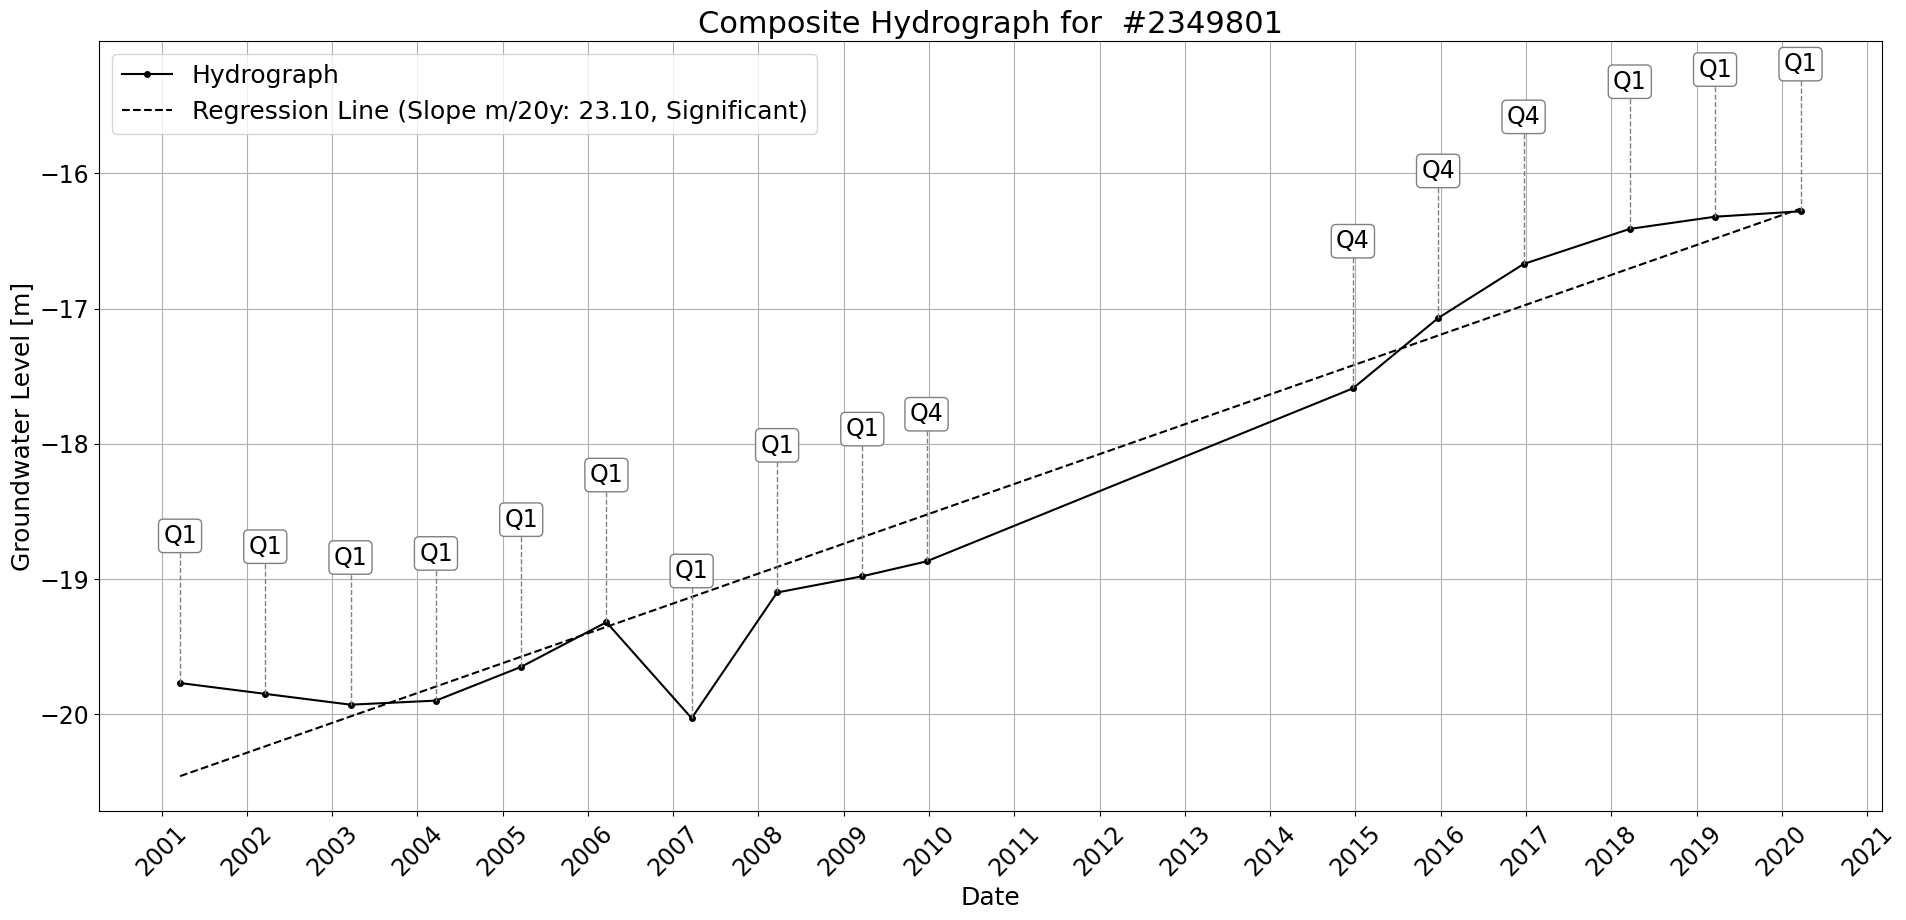 Composite Hydrograph for  #2349801
Hydrograph
Regression Line (Slope m/20y: 23.10, Significant)
Q1
Q1
Q1
Q1
Q1
Q1
Q1
Q1
Q1
Q4
Q4
Q4
Q4
Q1
Q1
Q1
Groundwater Level [m]
−16
−17
−18
−19
−20
2001
2002
2003
2004
2005
2006
2007
2008
2009
2010
2011
2012
2013
2014
2015
2016
2017
2018
2019
2020
2021
Date